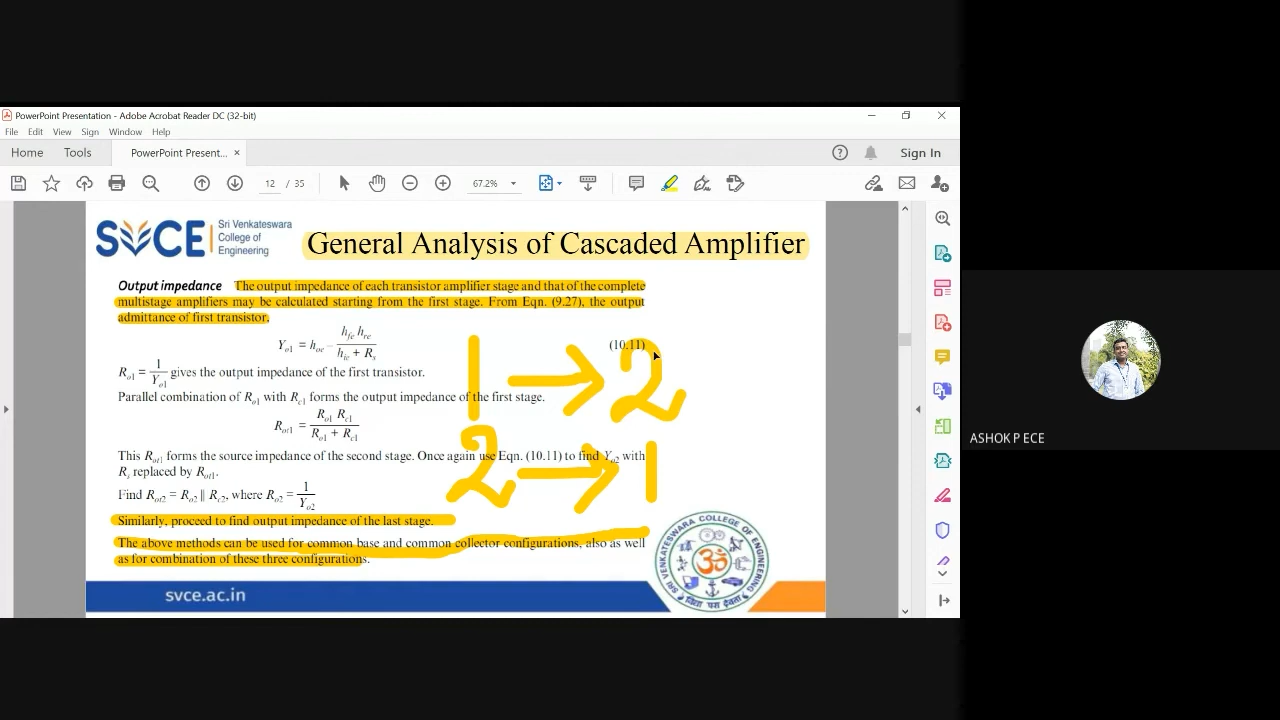 PowerPoint Presentation - Adobe Acrobat Reader DC (32-bit)
File Edit View Sign Window Help
Home Tools PowerPoint Present... × Sign In
12 / 35 67.2%
SVCE Sri Venkateswara
College of
Engineering
General Analysis of Cascaded Amplifier
Output impedance The output impedance of each transistor amplifier stage and that of the complete
multistage amplifiers may be calculated starting from the first stage. From Eqn. (9.27), the output
admittance of first transistor,
Y_o1 = h_oe - h_fe h_re / (h_ie + R_s) (10.11)
1 → 2
R_o1 = 1/Y_o1 gives the output impedance of the first transistor.
Parallel combination of R_o1 with R_c1 forms the output impedance of the first stage.
R_ot1 = R_o1 R_c1 / (R_o1 + R_c1)
2 → 1
This R_ot1 forms the source impedance of the second stage. Once again use Eqn. (10.11) to find Y_o2 with
R_s replaced by R_ot1.
Find R_ot2 = R_o2 || R_c2, where R_o2 = 1/Y_o2
Similarly, proceed to find output impedance of the last stage.
The above methods can be used for common base and common collector configurations, also as well
as for combination of these three configurations.
svce.ac.in
SRI VENKATESWARA COLLEGE OF ENGINEERING
ASHOK P ECE